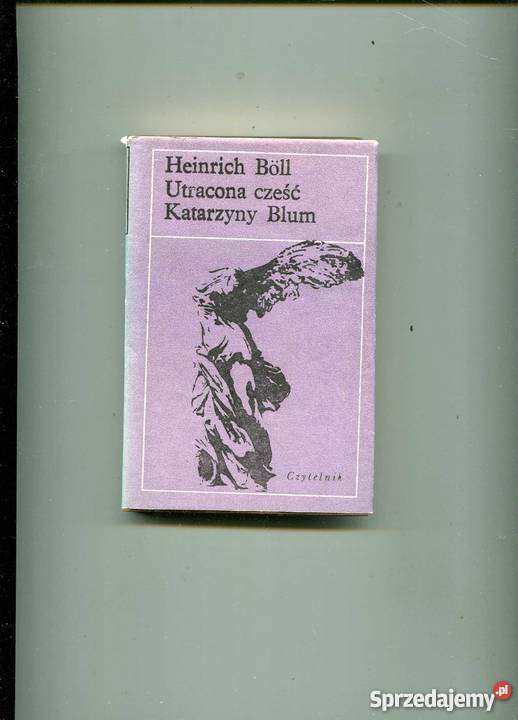 Heinrich Böll
Utracona cześć
Katarzyny Blum
Czytelnik
Sprzedajemy.pl